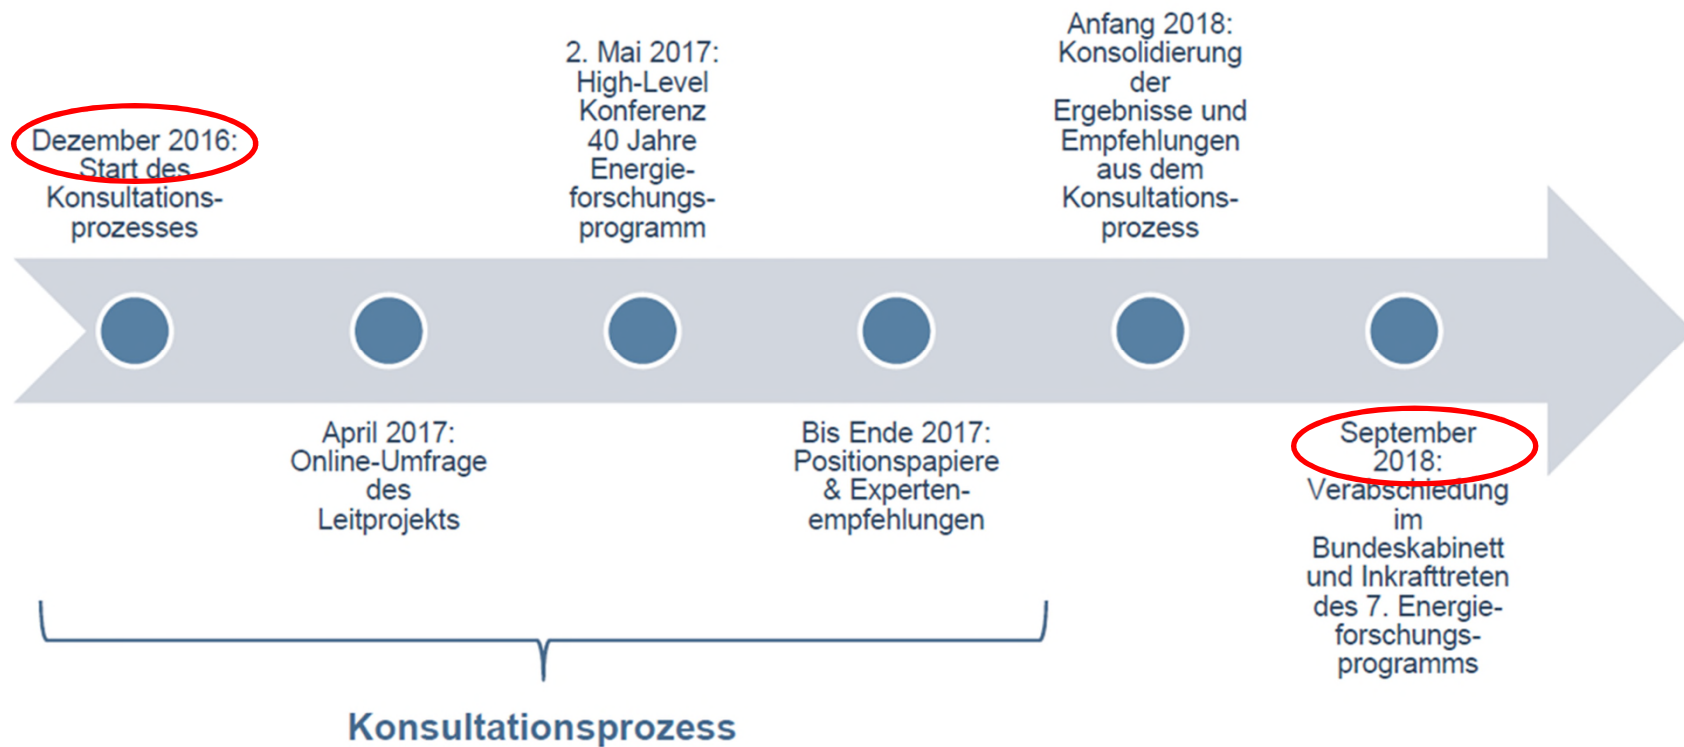 Dezember 2016:
Start des
Konsultations-
prozesses
April 2017:
Online-Umfrage
des
Leitprojekts
2. Mai 2017:
High-Level
Konferenz
40 Jahre
Energie-
forschungs-
programm
Bis Ende 2017:
Positionspapiere
& Experten-
empfehlungen
Anfang 2018:
Konsolidierung
der
Ergebnisse und
Empfehlungen
aus dem
Konsultations-
prozess
September
2018:
Verabschiedung
im
Bundeskabinett
und Inkrafttreten
des 7. Energie-
forschungs-
programms
Konsultationsprozess